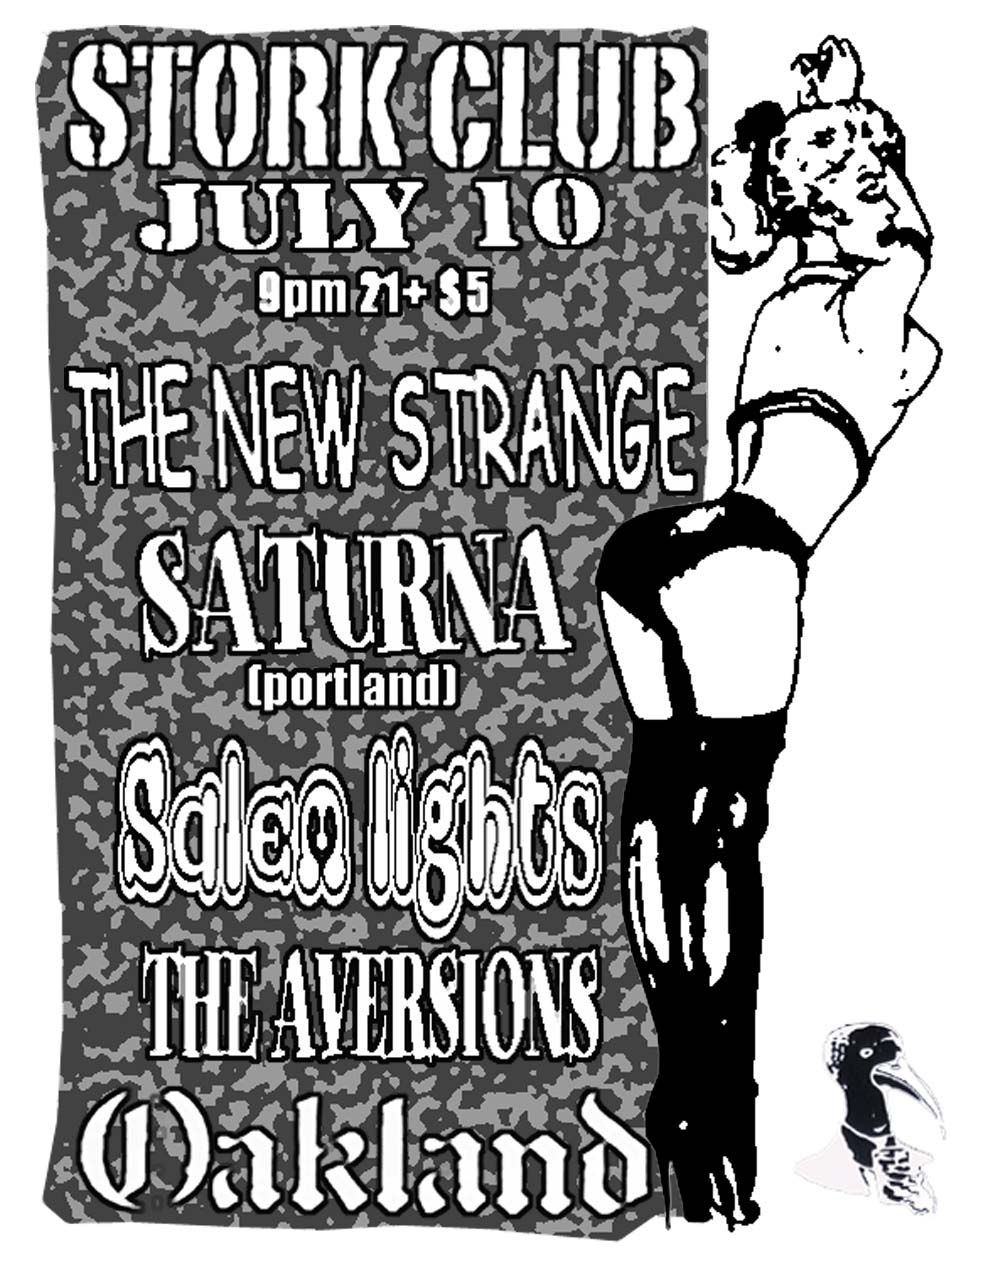 STORK CLUB
JULY 10
9pm 21+ $5
THE NEW STRANGE
SATURNA
(portland)
Salem lights
THE AVERSIONS
Oakland